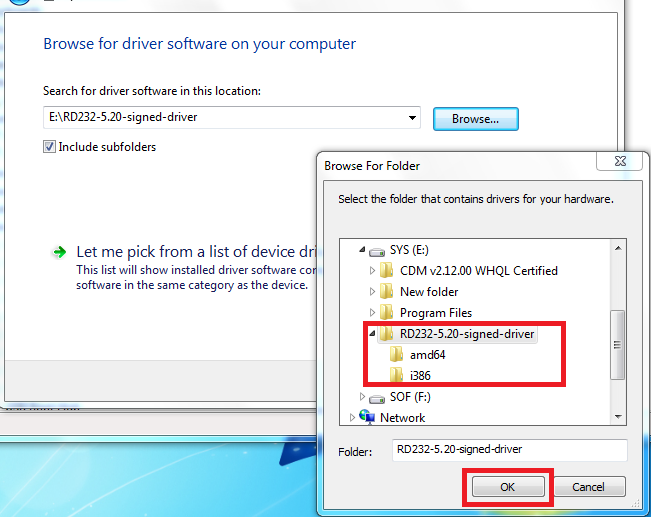 Browse for driver software on your computer
Search for driver software in this location:
E:\RD232-5.20-signed-driver
Browse...
Include subfolders
Let me pick from a list of device dri
This list will show installed driver software con
software in the same category as the device.
Browse For Folder
Select the folder that contains drivers for your hardware.
SYS (E:)
CDM v2.12.00 WHQL Certified
New folder
Program Files
RD232-5.20-signed-driver
amd64
i386
SOF (F:)
Network
Folder:
RD232-5.20-signed-driver
OK
Cancel